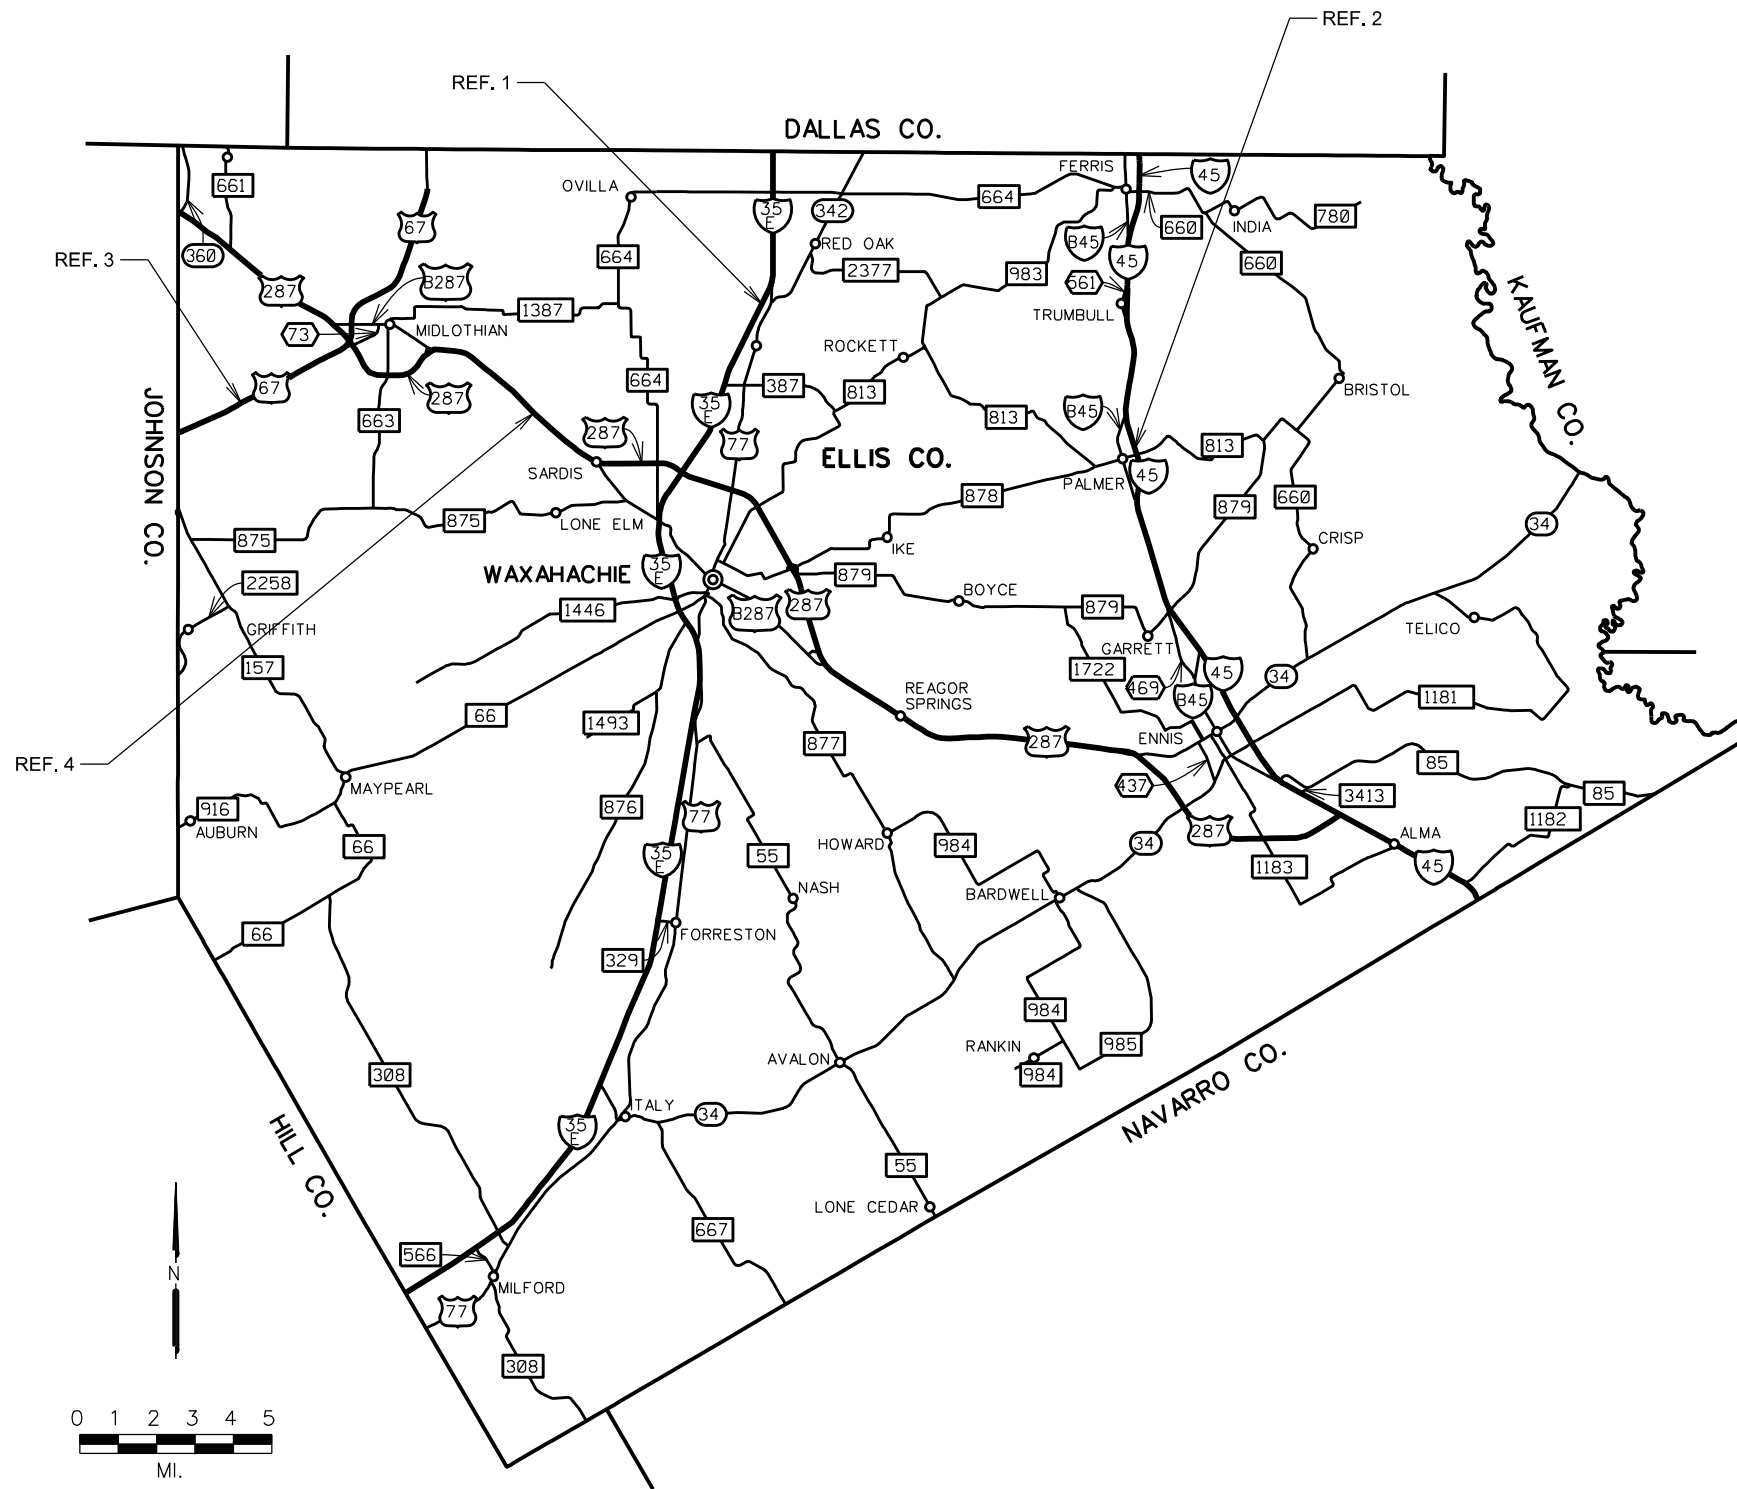 REF. 2
REF. 1
DALLAS CO.
FERRIS
45
661
OVILLA
664
35
E
342
780
INDIA
67
660
B45
RED OAK
360
REF. 3
664
2377
983
45
660
B287
561
287
1387
TRUMBULL
KAUFMAN CO.
73
MIDLOTHIAN
ROCKETT
67
664
387
813
BRISTOL
287
35
E
B45
813
JOHNSON CO.
663
287
77
813
ELLIS CO.
SARDIS
PALMER
45
878
660
879
875
LONE ELM
34
875
IKE
CRISP
WAXAHACHIE
35
E
879
2258
BOYCE
1446
B287
287
879
GRIFFITH
TELICO
GARRETT
157
1722
45
34
469
REAGOR
SPRINGS
B45
1181
66
1493
877
287
ENNIS
REF. 4
85
MAYPEARL
437
3413
85
916
876
77
1182
AUBURN
287
ALMA
66
HOWARD
984
34
35
E
55
1183
45
NASH
BARDWELL
66
FORRESTON
329
984
985
RANKIN
AVALON
308
984
NAVARRO CO.
ITALY
34
HILL CO.
35
E
55
LONE CEDAR
667
566
N
MILFORD
77
308
0 1 2 3 4 5
MI.